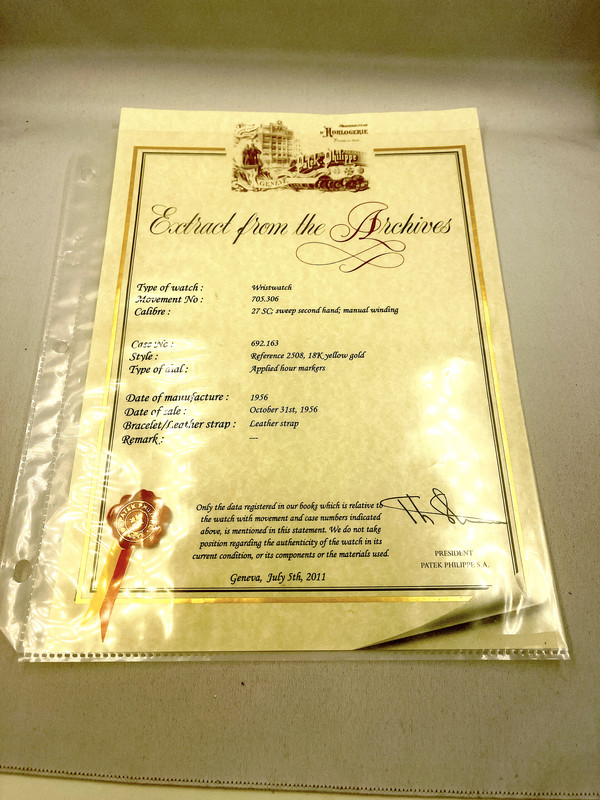 D'HORLOGERIE
Patek Philippe
GENÈVE
Extract from the Archives
Type of watch : Wristwatch
Movement No : 705.306
Calibre : 27 SC; sweep second hand; manual winding
Case No : 692.163
Style : Reference 2508, 18K yellow gold
Type of dial : Applied hour markers
Date of manufacture : 1956
Date of sale : October 31st, 1956
Bracelet/Leather strap : Leather strap
Remark : ---
Only the data registered in our books which is relative to
the watch with movement and case numbers indicated
above, is mentioned in this statement. We do not take
position regarding the authenticity of the watch in its
current condition, or its components or the materials used.
Geneva, July 5th, 2011
PRESIDENT
PATEK PHILIPPE S.A.
PATEK PHILIPPE